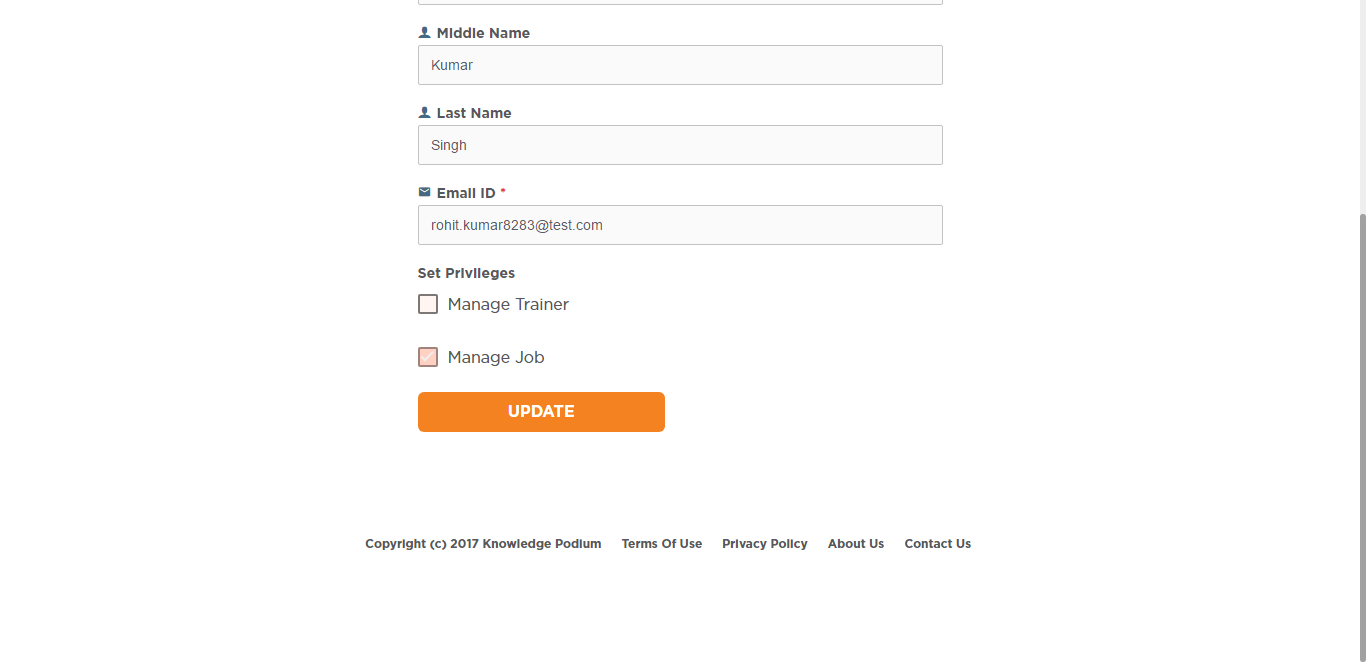 Middle Name
Kumar
Last Name
Singh
Email ID *
rohit.kumar8283@test.com
Set Privileges
Manage Trainer
Manage Job
UPDATE
Copyright (c) 2017 Knowledge Podium Terms Of Use Privacy Policy About Us Contact Us